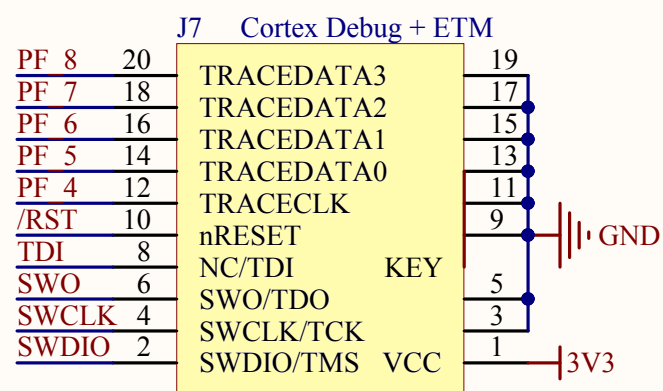 J7 Cortex Debug + ETM
PF_8 20 TRACEDATA3 19
PF_7 18 TRACEDATA2 17
PF_6 16 TRACEDATA1 15
PF_5 14 TRACEDATA0 13
PF_4 12 TRACECLK 11
/RST 10 nRESET 9 GND
TDI 8 NC/TDI KEY
SWO 6 SWO/TDO 5
SWCLK 4 SWCLK/TCK 3
SWDIO 2 SWDIO/TMS VCC 1 3V3